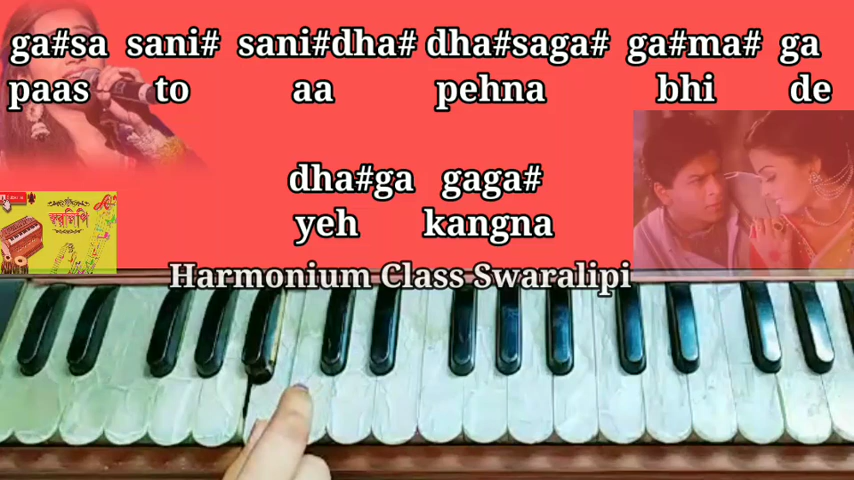 ga#sa sani# sani#dha# dha#saga# ga#ma# ga
paas to aa pehna bhi de
dha#ga gaga#
yeh kangna
স্বরলিপি
Harmonium Class Swaralipi